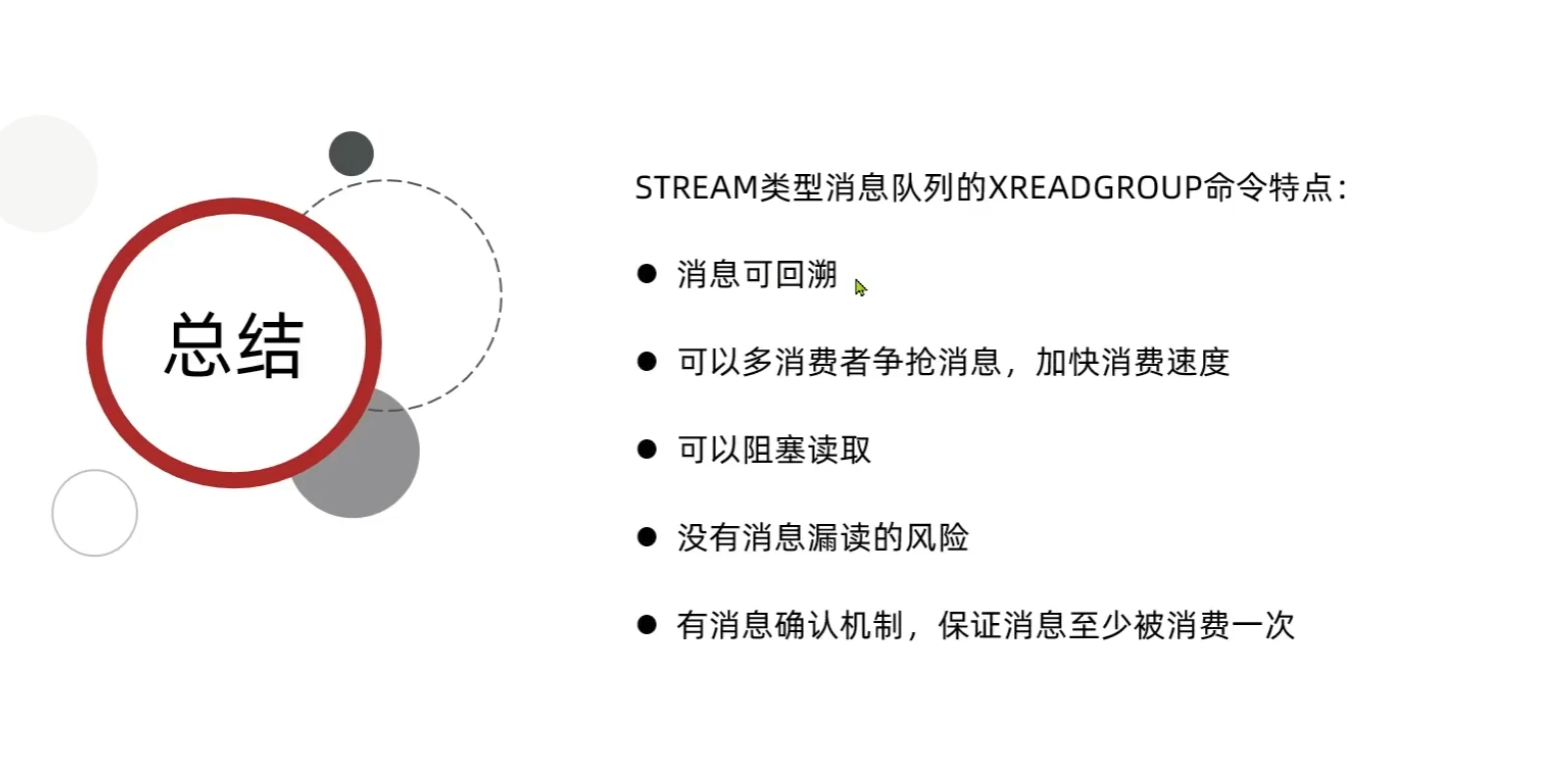 总结
STREAM类型消息队列的XREADGROUP命令特点：
● 消息可回溯
● 可以多消费者争抢消息，加快消费速度
● 可以阻塞读取
● 没有消息漏读的风险
● 有消息确认机制，保证消息至少被消费一次